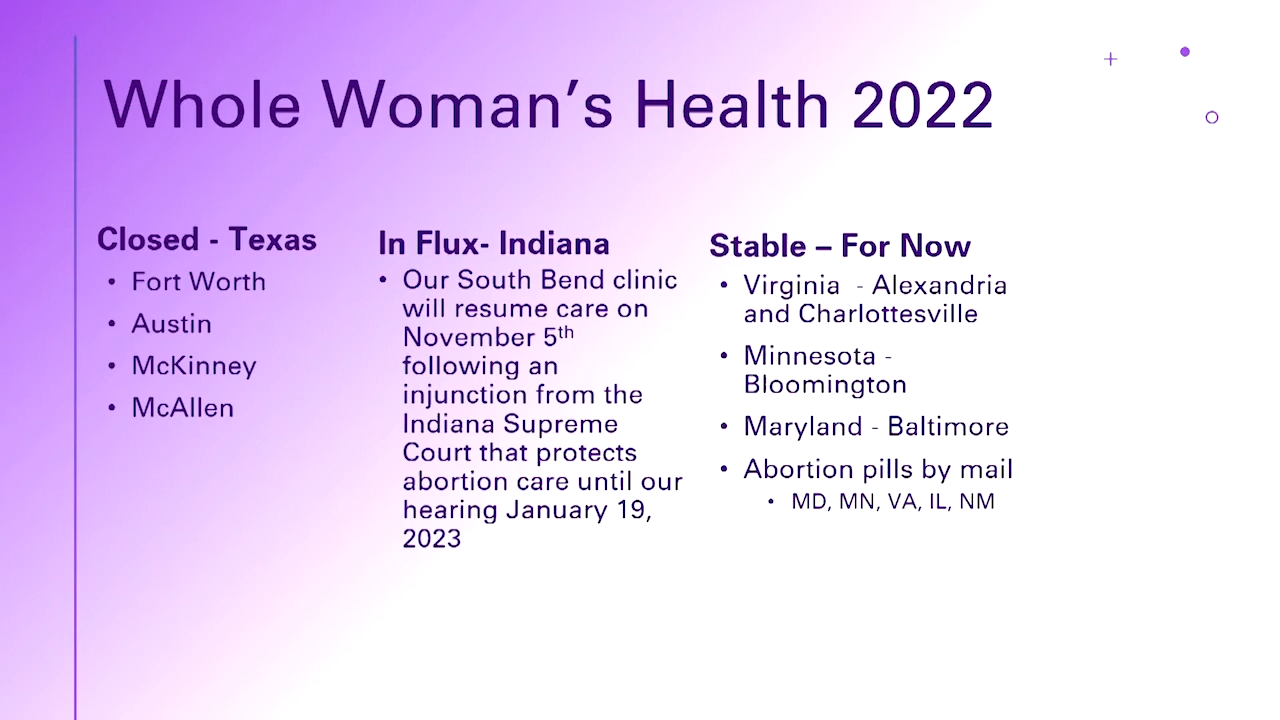 Whole Woman’s Health 2022
Closed - Texas
• Fort Worth
• Austin
• McKinney
• McAllen
In Flux- Indiana
• Our South Bend clinic
will resume care on
November 5th
following an
injunction from the
Indiana Supreme
Court that protects
abortion care until our
hearing January 19,
2023
Stable – For Now
• Virginia - Alexandria
and Charlottesville
• Minnesota -
Bloomington
• Maryland - Baltimore
• Abortion pills by mail
• MD, MN, VA, IL, NM